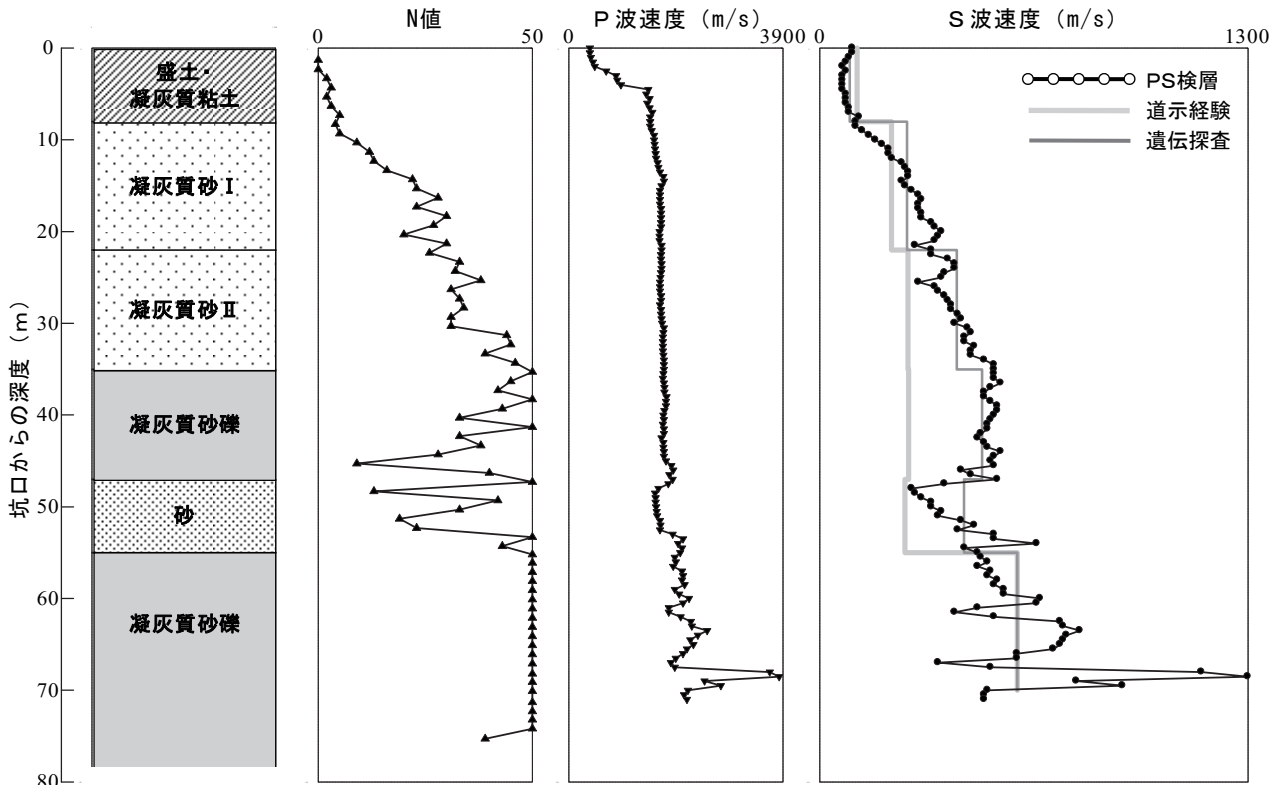 N値
P波速度（m/s）
S波速度（m/s）
0
50
0
3900
0
1300
0
10
20
30
40
50
60
70
80
坑口からの深度（m）
盛土・
凝灰質粘土
凝灰質砂Ⅰ
凝灰質砂Ⅱ
凝灰質砂礫
砂
凝灰質砂礫
PS検層
道示経験
遺伝探査